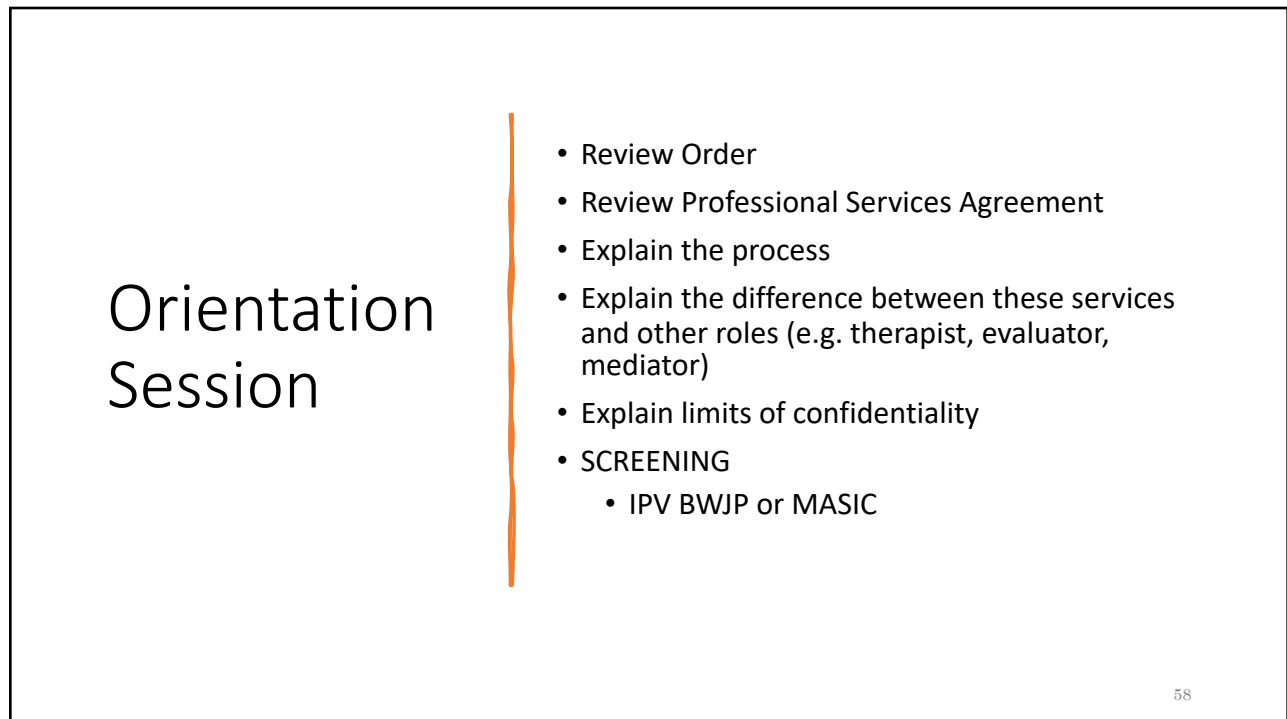 Orientation
Session
• Review Order
• Review Professional Services Agreement
• Explain the process
• Explain the difference between these services
and other roles (e.g. therapist, evaluator,
mediator)
• Explain limits of confidentiality
• SCREENING
• IPV BWJP or MASIC
58